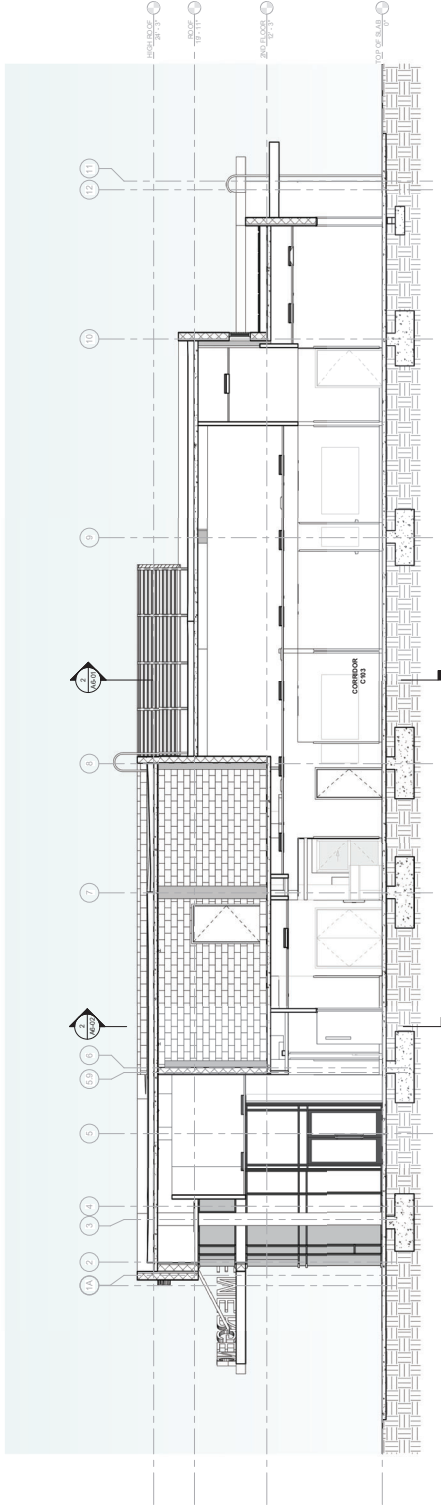 1A
2
3
4
5
5.9
6
7
8
9
10
12
11
2
A6-02
2
A6-01
HIGH ROOF
24' - 3"
ROOF
19' - 11"
2ND FLOOR
12' - 3"
CORRIDOR
C103
TOP OF SLAB
0"